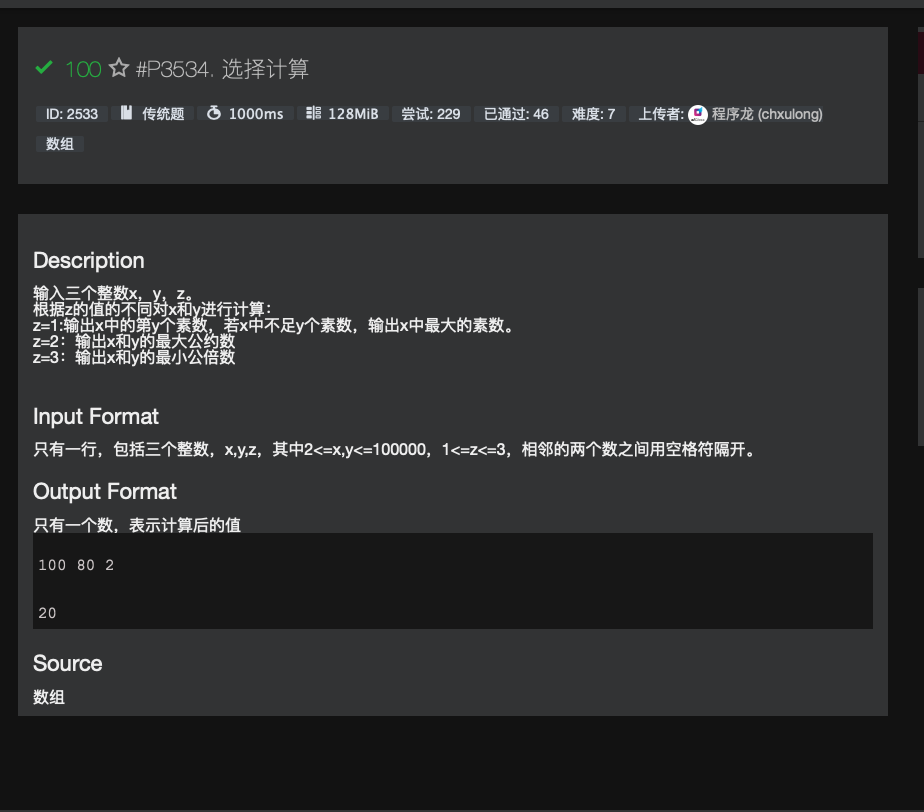 100 #P3534. 选择计算
ID: 2533 传统题 1000ms 128MiB 尝试: 229 已通过: 46 难度: 7 上传者: 程序龙 (chxulong)
数组
Description
输入三个整数x，y，z。
根据z的值的不同对x和y进行计算：
z=1:输出x中的第y个素数，若x中不足y个素数，输出x中最大的素数。
z=2：输出x和y的最大公约数
z=3：输出x和y的最小公倍数
Input Format
只有一行，包括三个整数，x,y,z，其中2<=x,y<=100000，1<=z<=3，相邻的两个数之间用空格符隔开。
Output Format
只有一个数，表示计算后的值
100 80 2
20
Source
数组